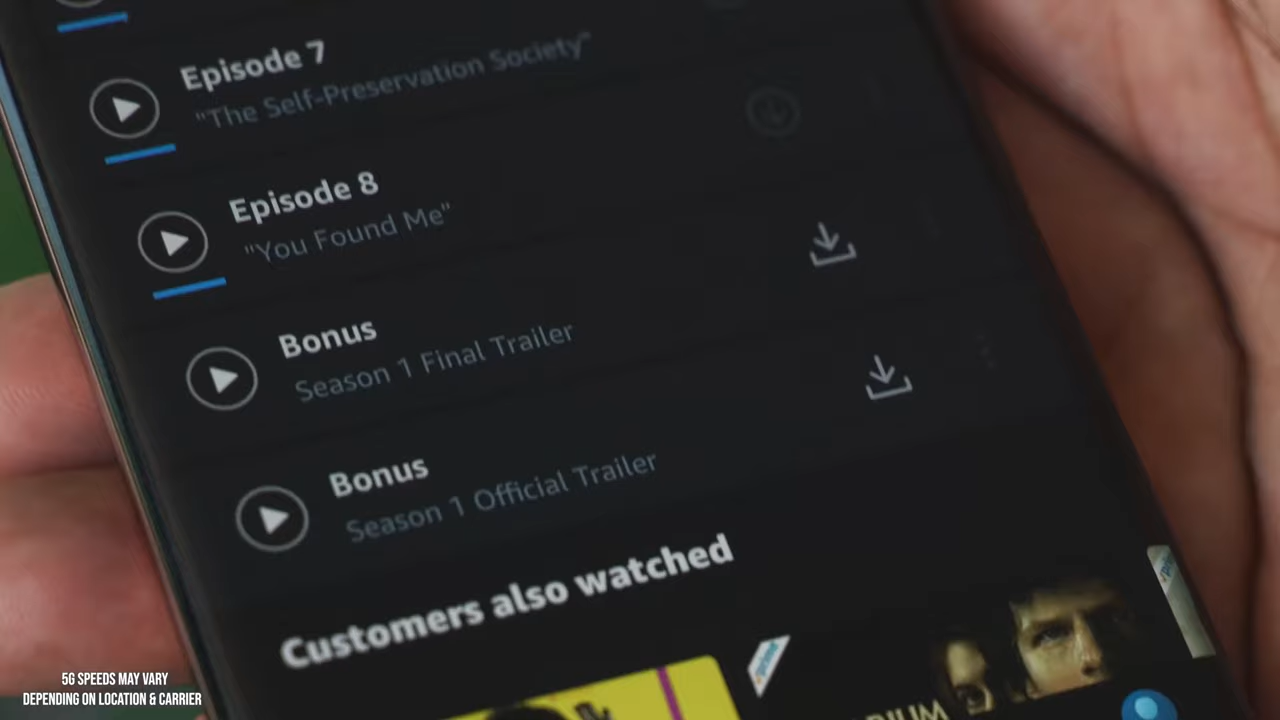 Episode 7
"The Self-Preservation Society"
Episode 8
"You Found Me"
Bonus
Season 1 Final Trailer
Bonus
Season 1 Official Trailer
Customers also watched
prime
5G SPEEDS MAY VARY
DEPENDING ON LOCATION & CARRIER